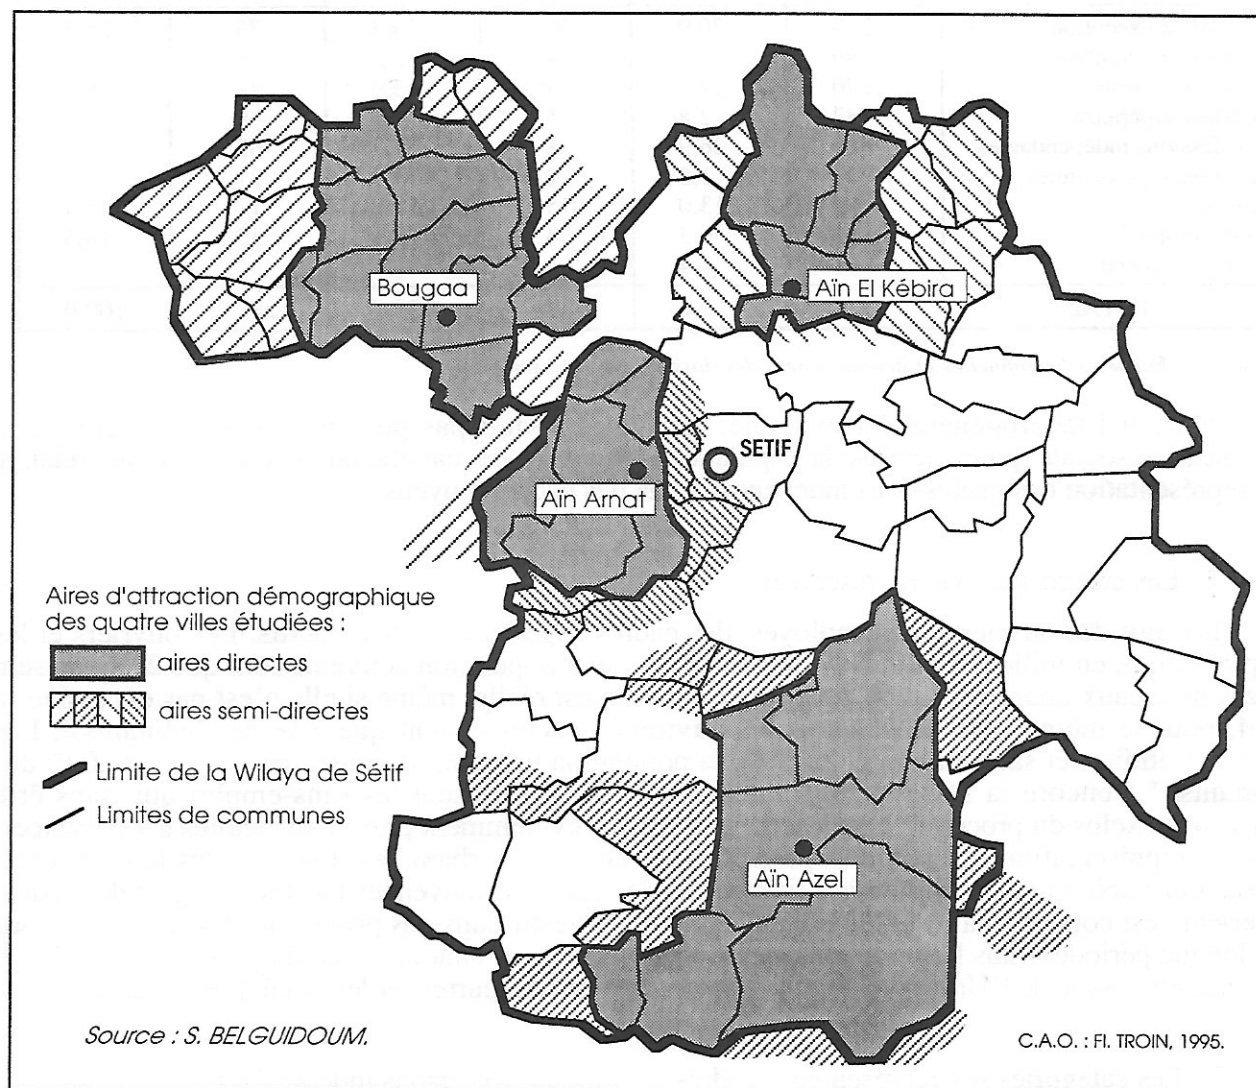 Bougaa
Aïn El Kébira
SETIF
Aïn Arnat
Aires d'attraction démographique
des quatre villes étudiées :
aires directes
aires semi-directes
Limite de la Wilaya de Sétif
Limites de communes
Aïn Azel
Source : S. BELGUIDOUM.
C.A.O. : Fl. TROIN, 1995.